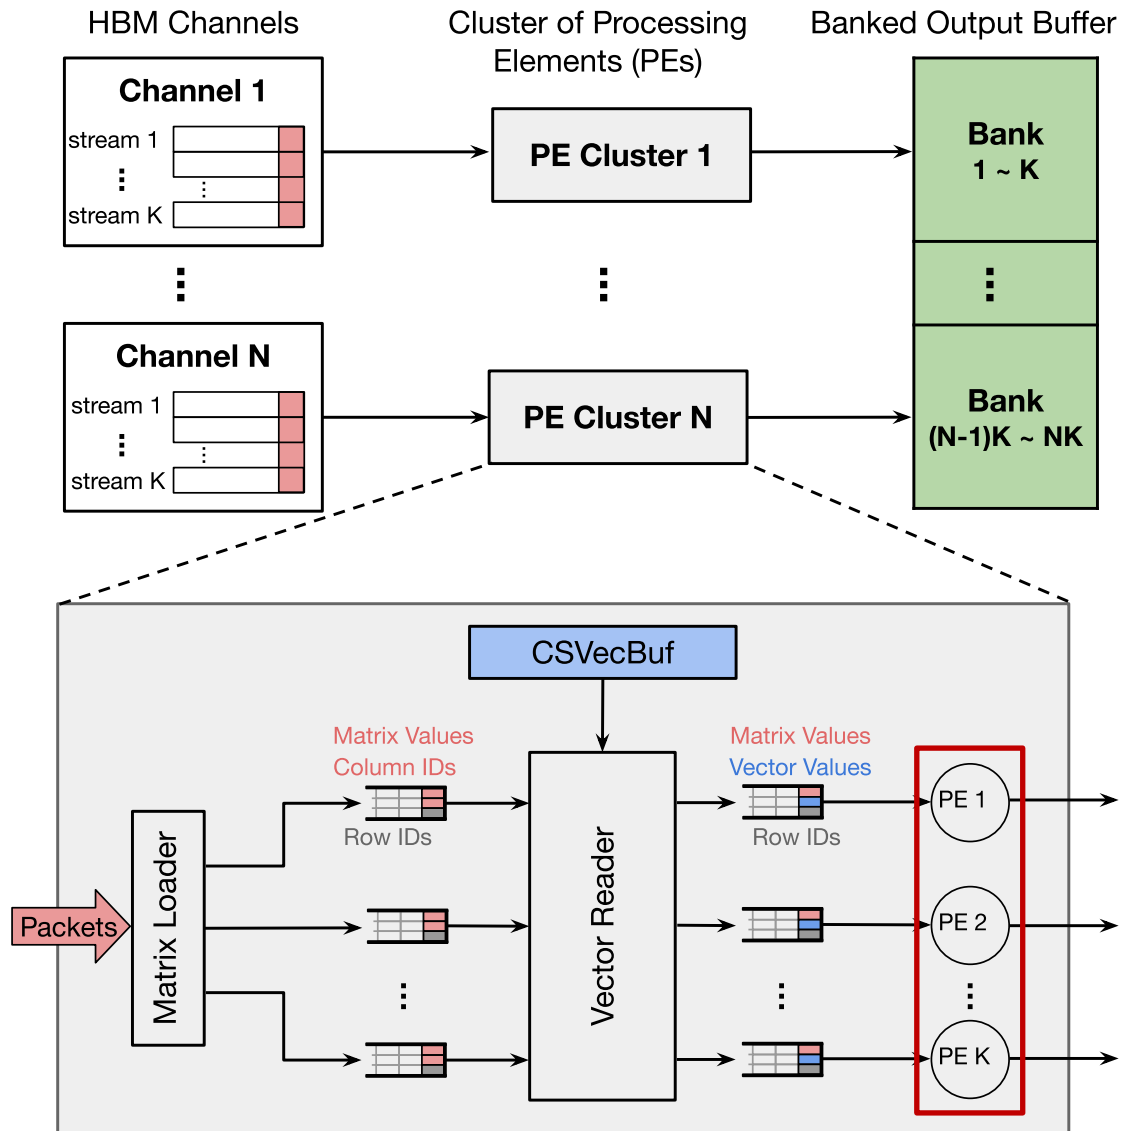 HBM Channels
Cluster of Processing
Elements (PEs)
Banked Output Buffer
Channel 1
stream 1
stream K
PE Cluster 1
Bank
1 ~ K
Channel N
stream 1
stream K
PE Cluster N
Bank
(N-1)K ~ NK
CSVecBuf
Matrix Values
Column IDs
Row IDs
Matrix Values
Vector Values
Row IDs
Packets
Matrix Loader
Vector Reader
PE 1
PE 2
PE K